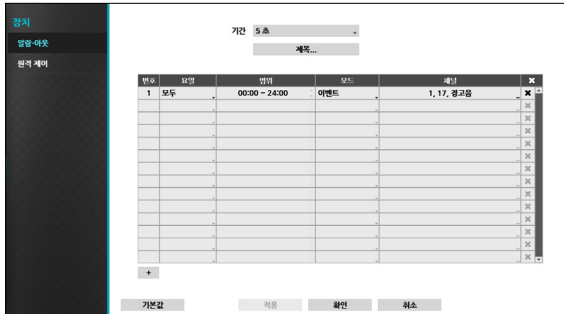 장치
알람-아웃
원격 제어
기간 5 초
제목...
번호 요일 범위 모드 채널
1 모두 00:00 ~ 24:00 이벤트 1, 17, 경고음
+
기본값 적용 확인 취소